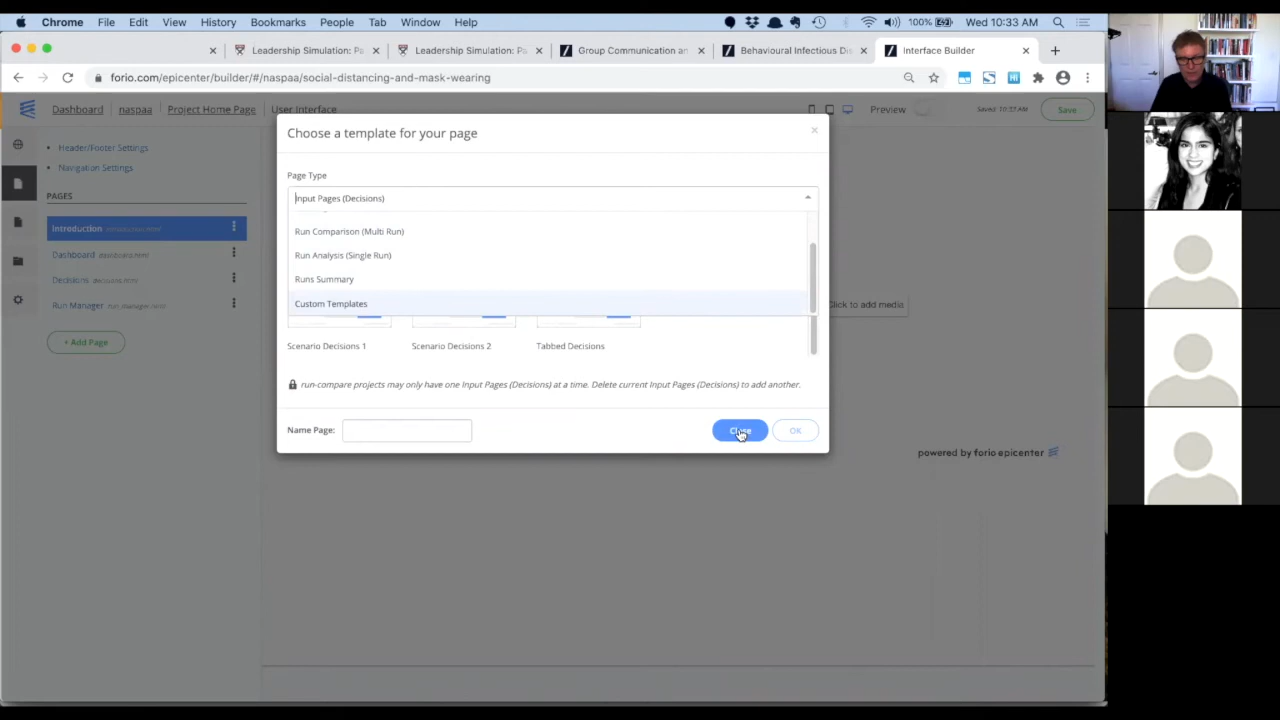 Chrome File Edit View History Bookmarks People Tab Window Help 100% Wed 10:33 AM
Leadership Simulation: Pa Leadership Simulation: Pa Group Communication an Behavioural Infectious Dis Interface Builder
forio.com/epicenter/builder/#/naspaa/social-distancing-and-mask-wearing
Dashboard naspaa Project Home Page User Interface Preview Save
Choose a template for your page
Header/Footer Settings
Navigation Settings
Page Type
PAGES
Input Pages (Decisions)
Introduction introduction.html
Run Comparison (Multi Run)
Dashboard dashboard.html
Run Analysis (Single Run)
Decisions decisions.html
Runs Summary
Run Manager run_manager.html
Custom Templates
Click to add media
+ Add Page
Scenario Decisions 1 Scenario Decisions 2 Tabbed Decisions
run-compare projects may only have one Input Pages (Decisions) at a time. Delete current Input Pages (Decisions) to add another.
Name Page: Close OK
powered by forio epicenter